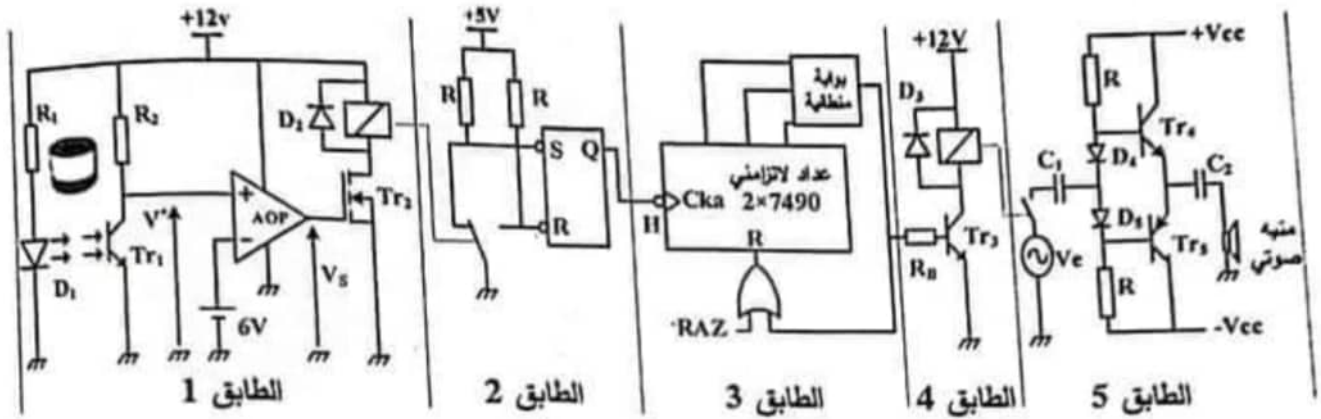 +12v
R₁
R₂
D₂
V⁺
AOP
+
−
Tr₂
Tr₁
D₁
Vs
6V
الطابق 1
+5V
R
R
S
Q
R
الطابق 2
بوابة
منطقية
عداد لاتزامني
2×7490
Cka
H
R
RAZ
الطابق 3
+12V
D₃
Tr₃
R_B
الطابق 4
+Vcc
R
Tr₄
D₄
C₁
C₂
D₅
Tr₅
Ve
R
منبه
صوتي
-Vcc
الطابق 5